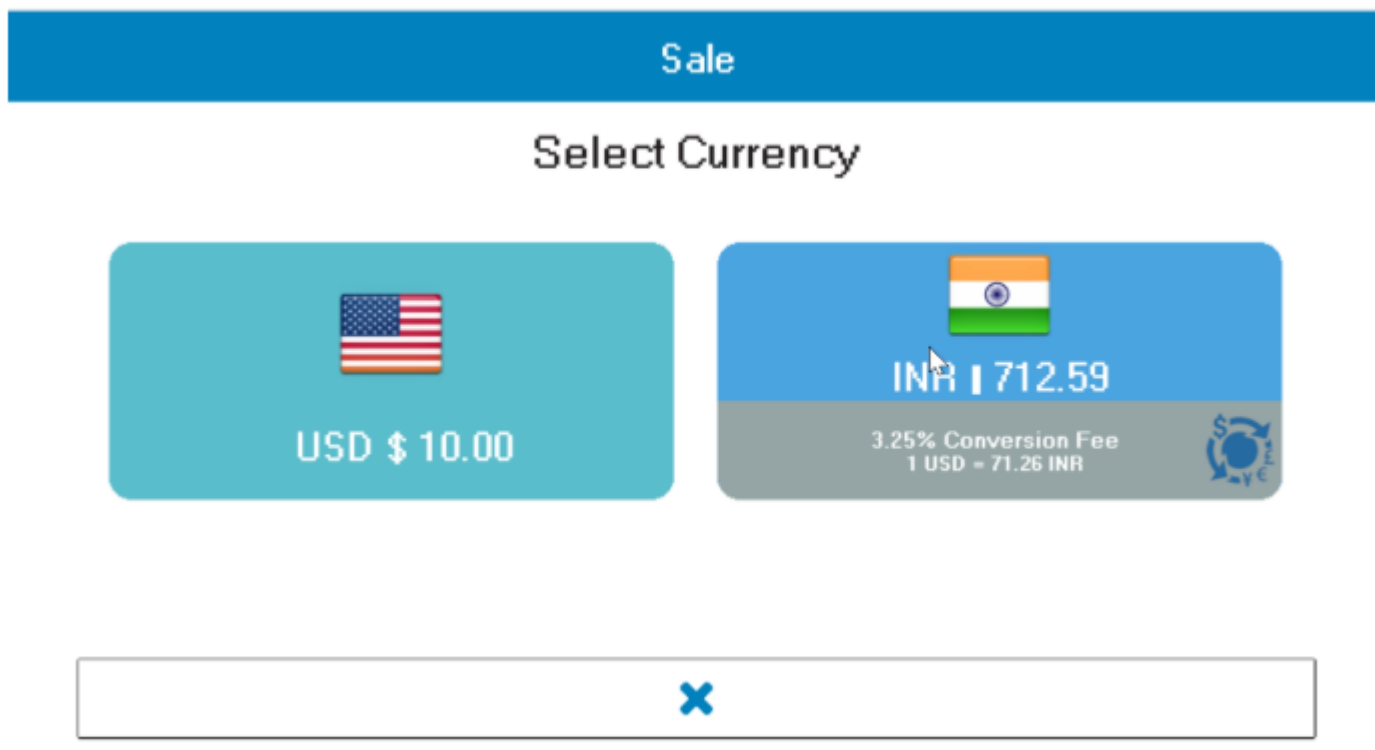 Sale
Select Currency
USD $ 10.00
INR 712.59
3.25% Conversion Fee
1 USD = 71.26 INR